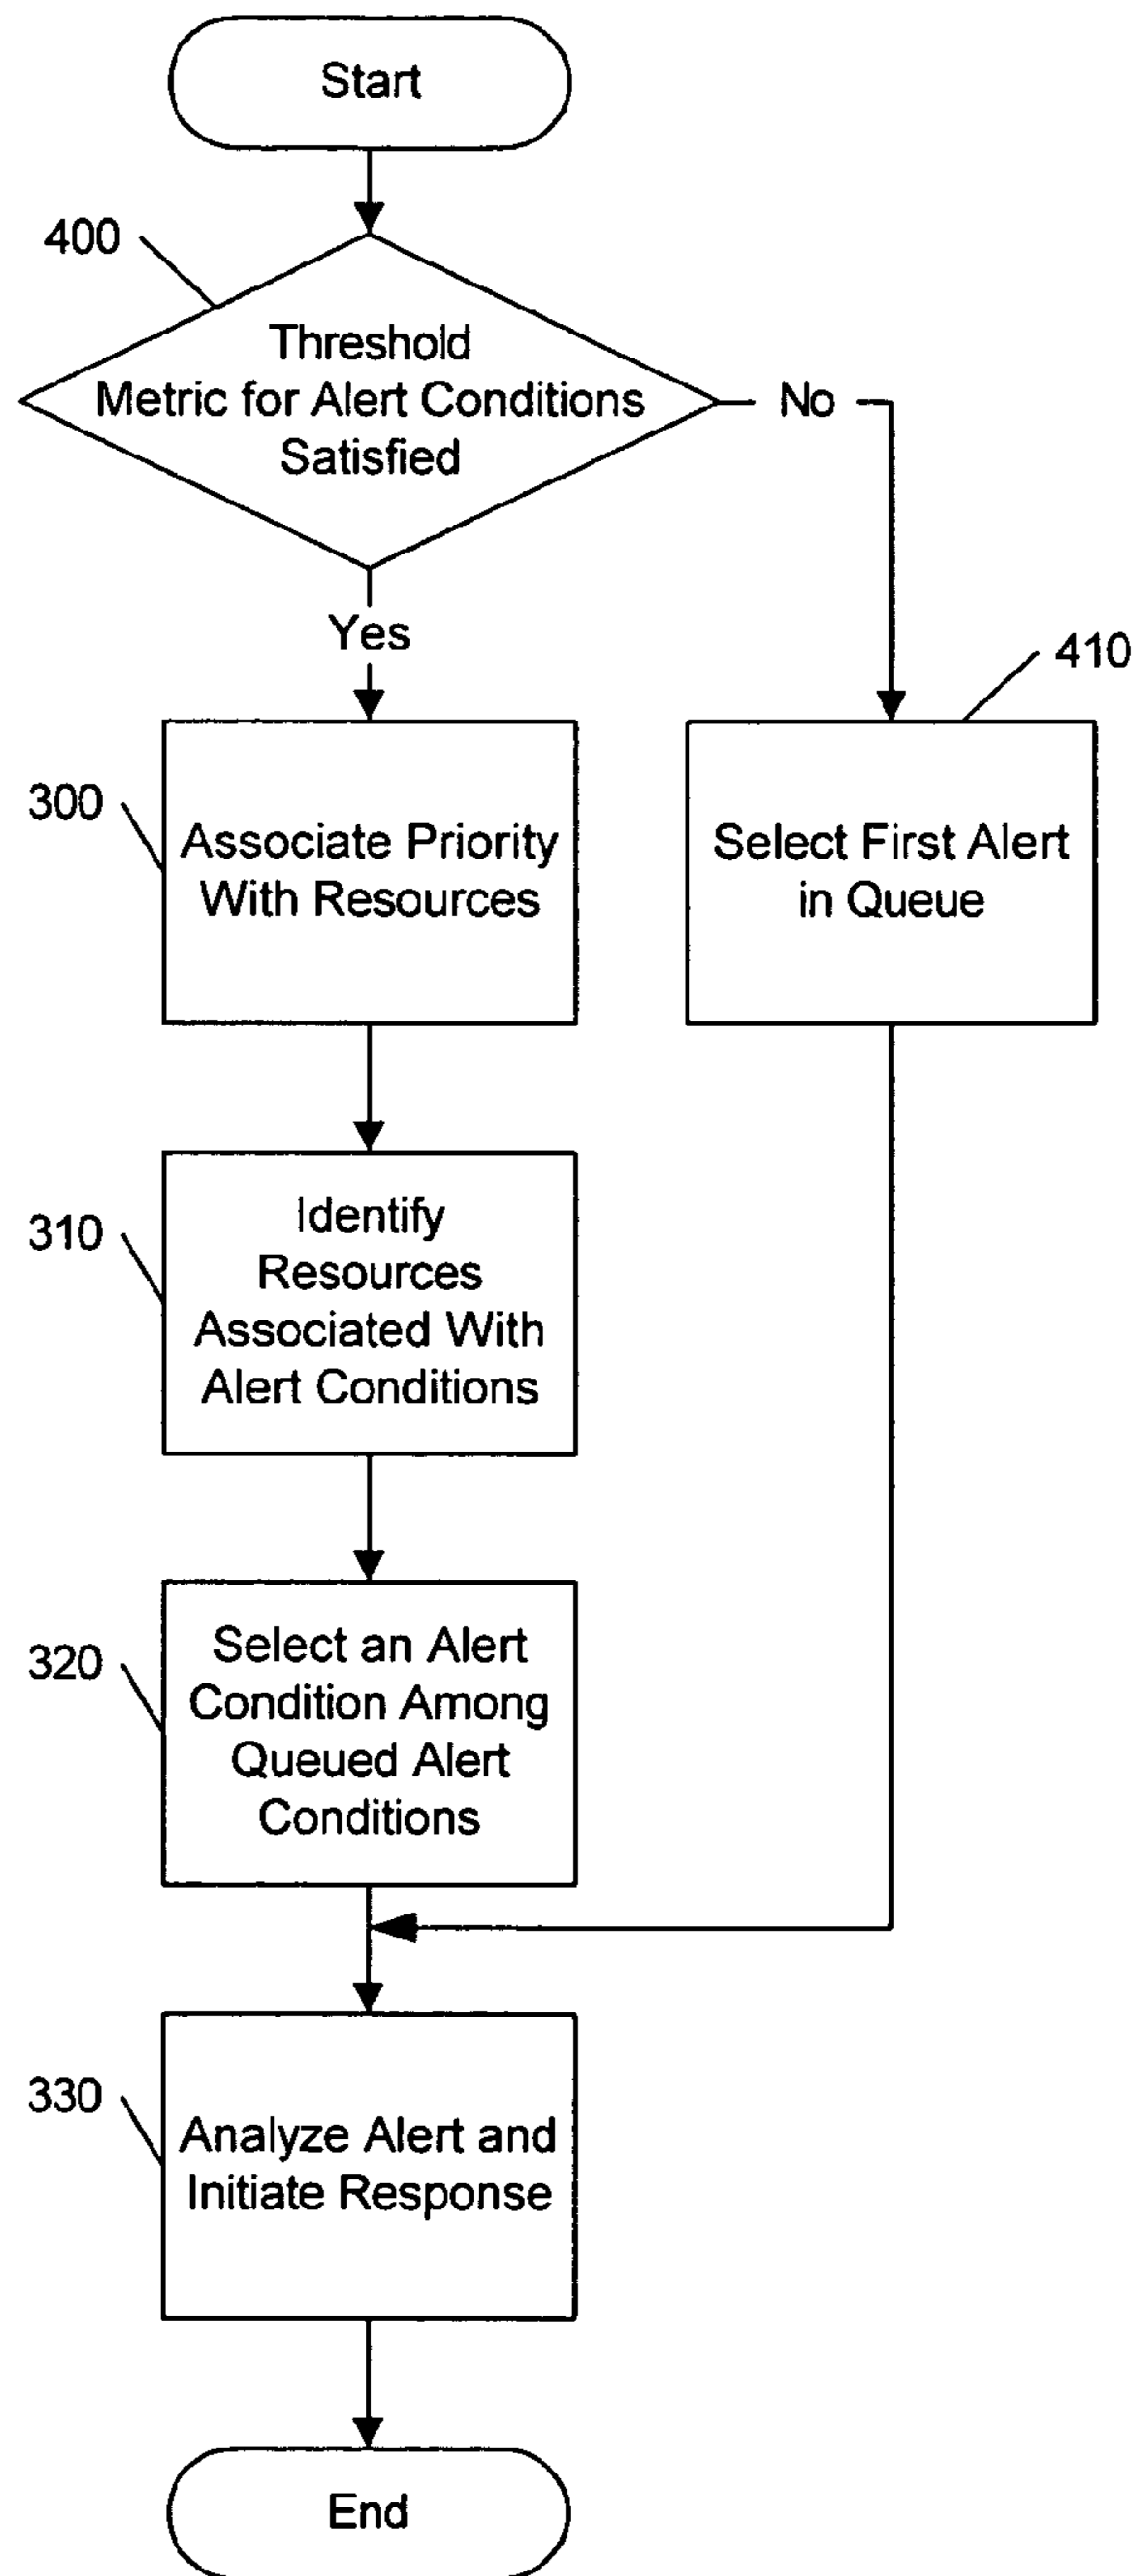 Start
400
Threshold
Metric for Alert Conditions
Satisfied
No
Yes
410
300
Associate Priority
With Resources
Select First Alert
in Queue
310
Identify
Resources
Associated With
Alert Conditions
320
Select an Alert
Condition Among
Queued Alert
Conditions
330
Analyze Alert and
Initiate Response
End